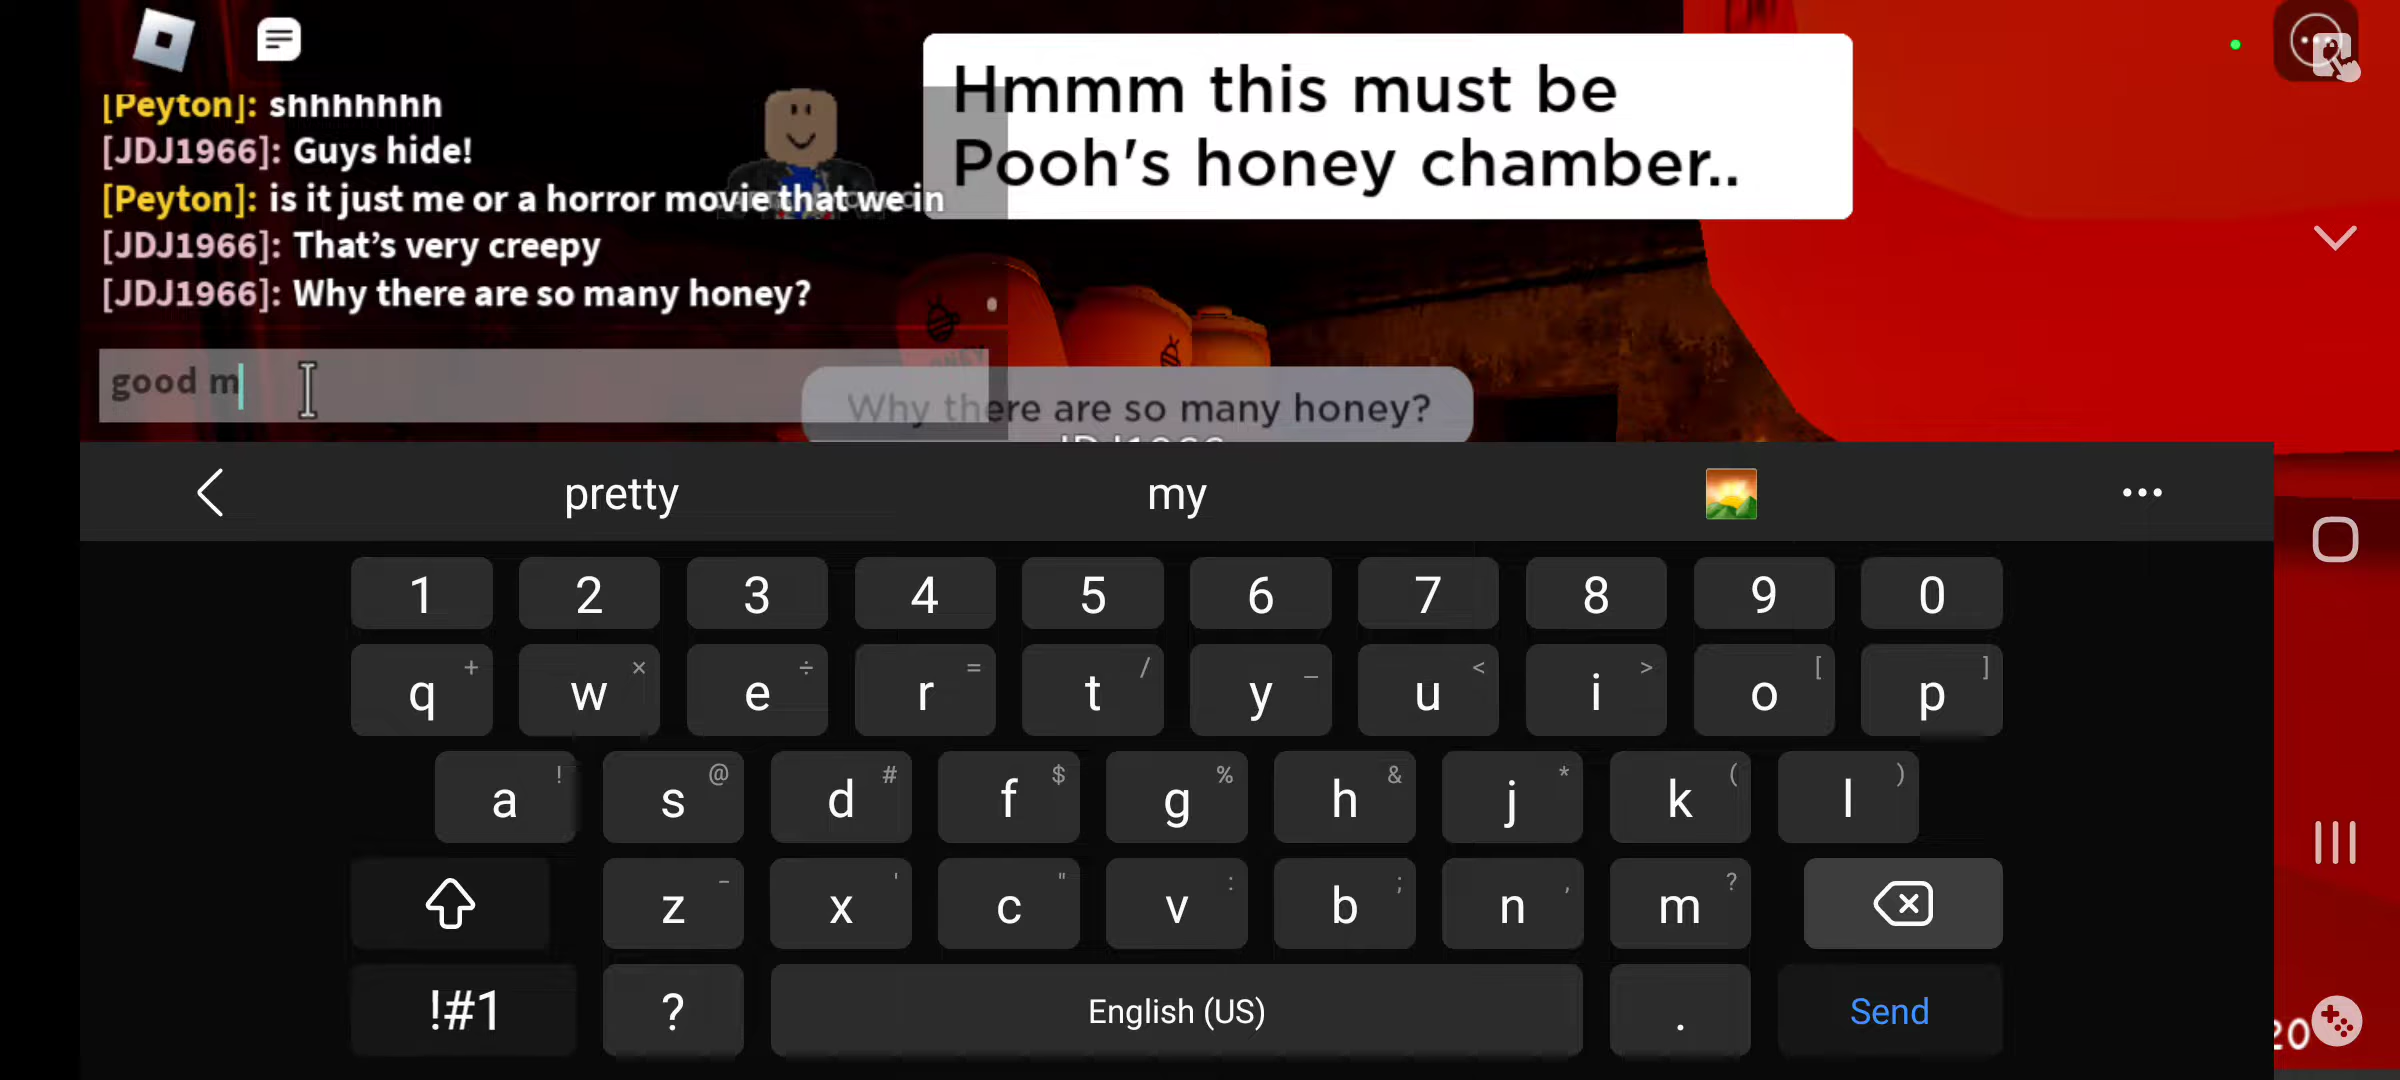 [Peyton]: shhhhhhh
[JDJ1966]: Guys hide!
[Peyton]: is it just me or a horror movie that we in
[JDJ1966]: That's very creepy
[JDJ1966]: Why there are so many honey?
good m
Hmmm this must be
Pooh's honey chamber..
Why there are so many honey?
JDJ1966
pretty my
1 2 3 4 5 6 7 8 9 0
+ × ÷ = / _ < > [ ]
q w e r t y u i o p
! @ # $ % & * ( )
a s d f g h j k l
- ' " : ; , ?
z x c v b n m
!#1 ? English (US) . Send
20